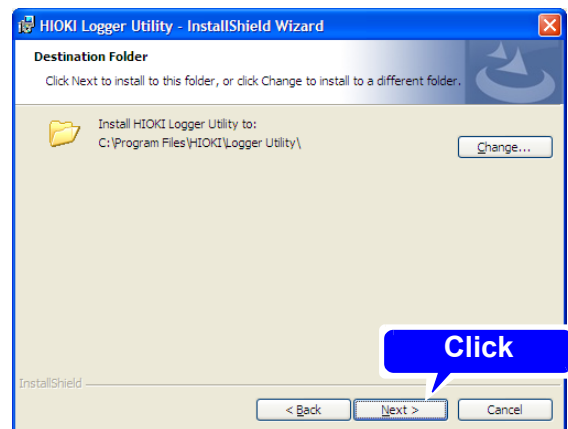 HIOKI Logger Utility - InstallShield Wizard
Destination Folder
Click Next to install to this folder, or click Change to install to a different folder.
Install HIOKI Logger Utility to:
C:\Program Files\HIOKI\Logger Utility\
Change...
Click
InstallShield
< Back
Next >
Cancel